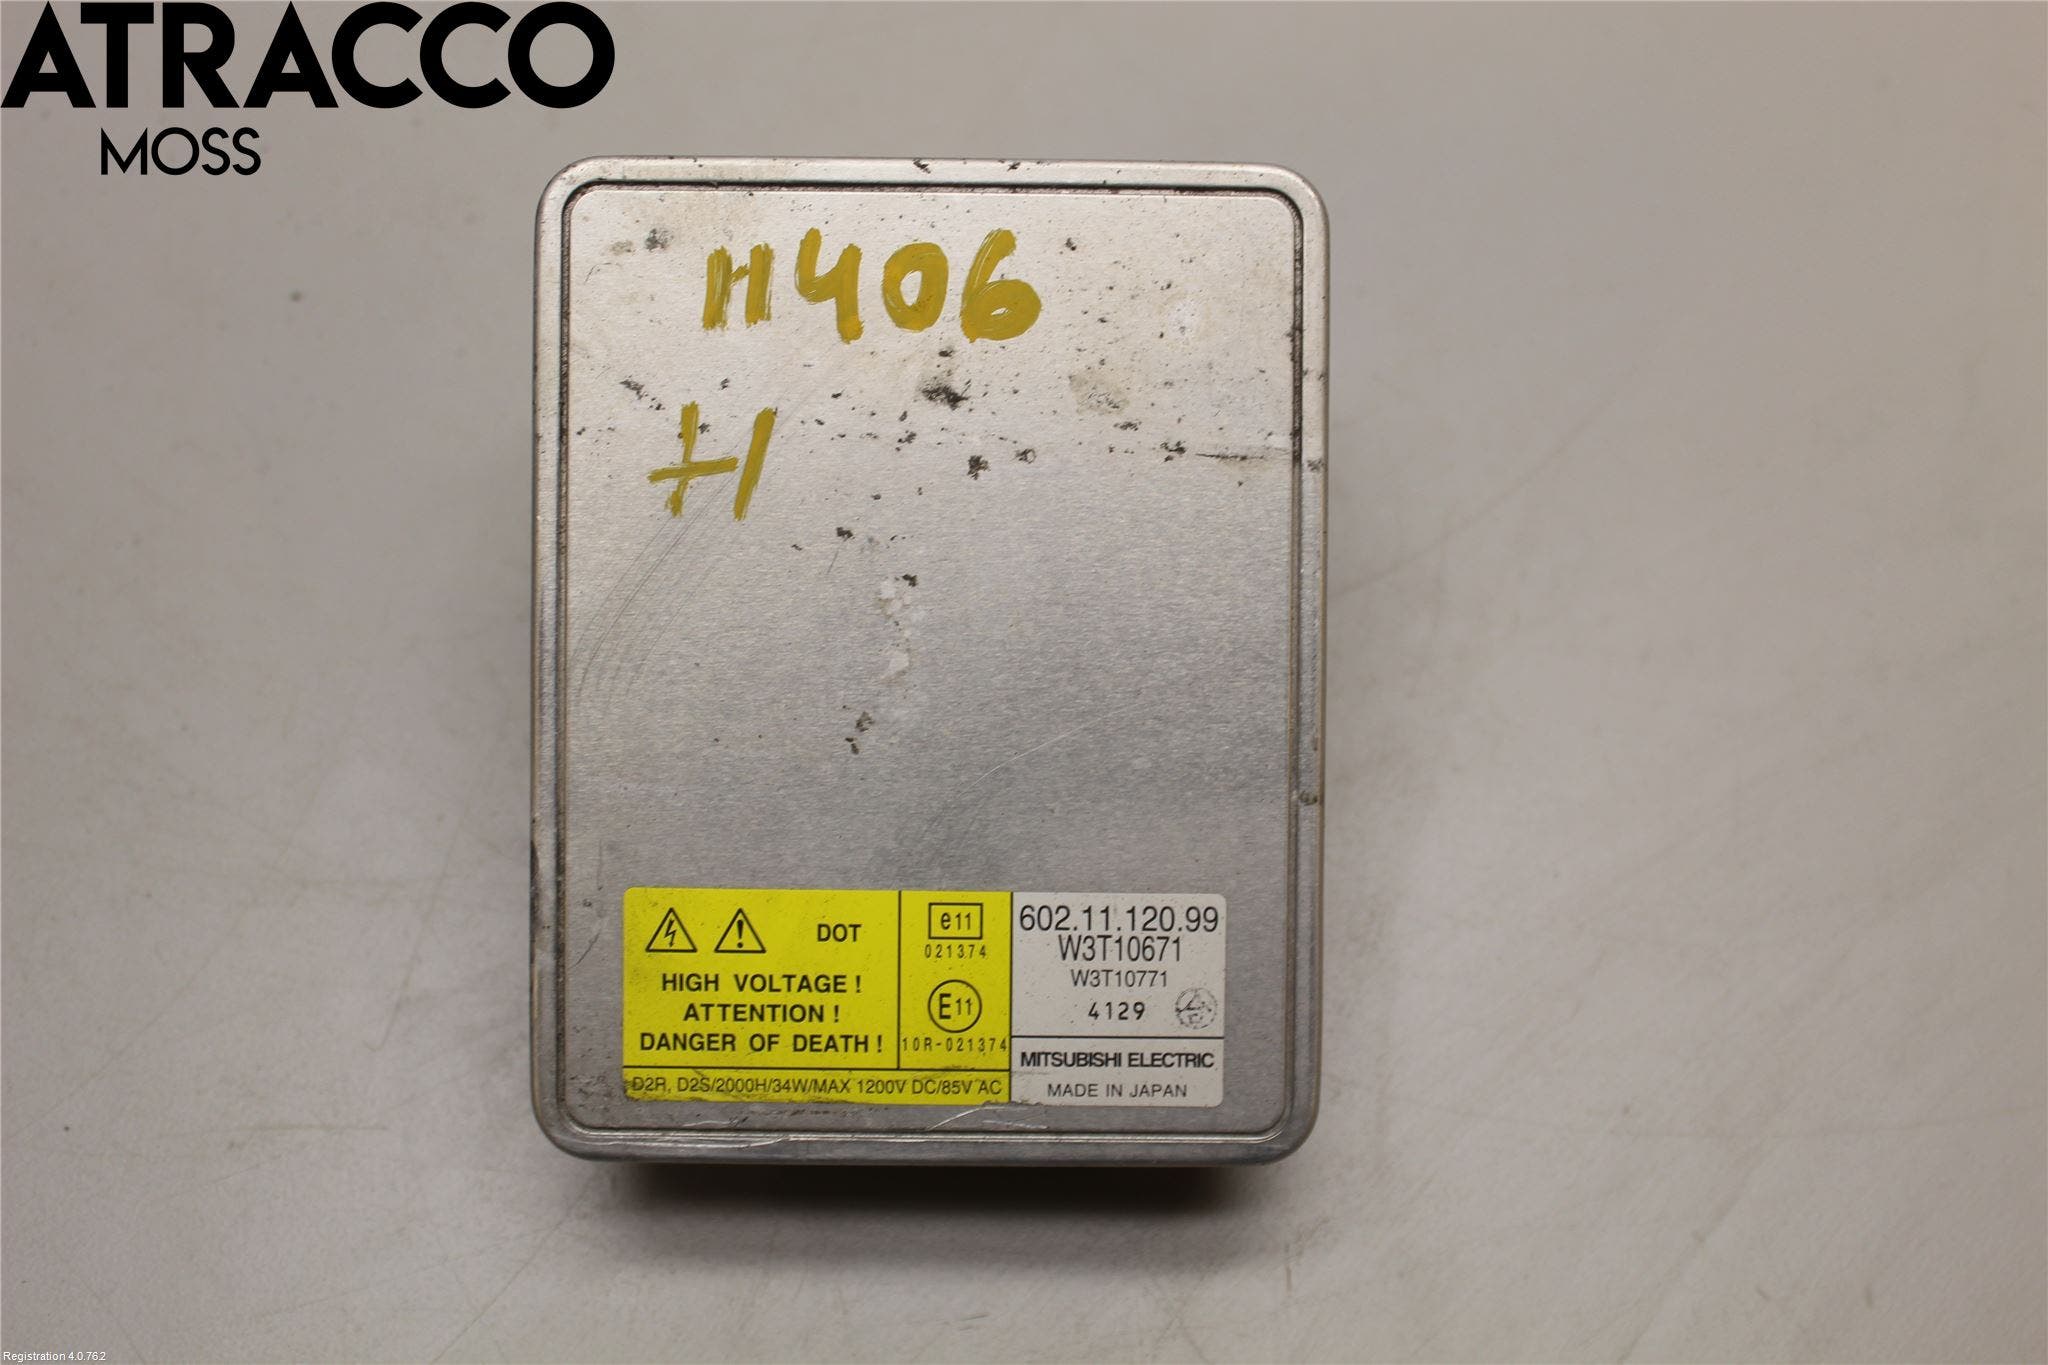 ATRACCO
MOSS
H406
H
DOT
HIGH VOLTAGE !
ATTENTION !
DANGER OF DEATH !
e11
021374
E11
10R-021374
D2R, D2S/2000H/34W/MAX 1200V DC/85V AC
602.11.120.99
W3T10671
W3T10771
4129
MITSUBISHI ELECTRIC
MADE IN JAPAN
Registration 4.0.76.2